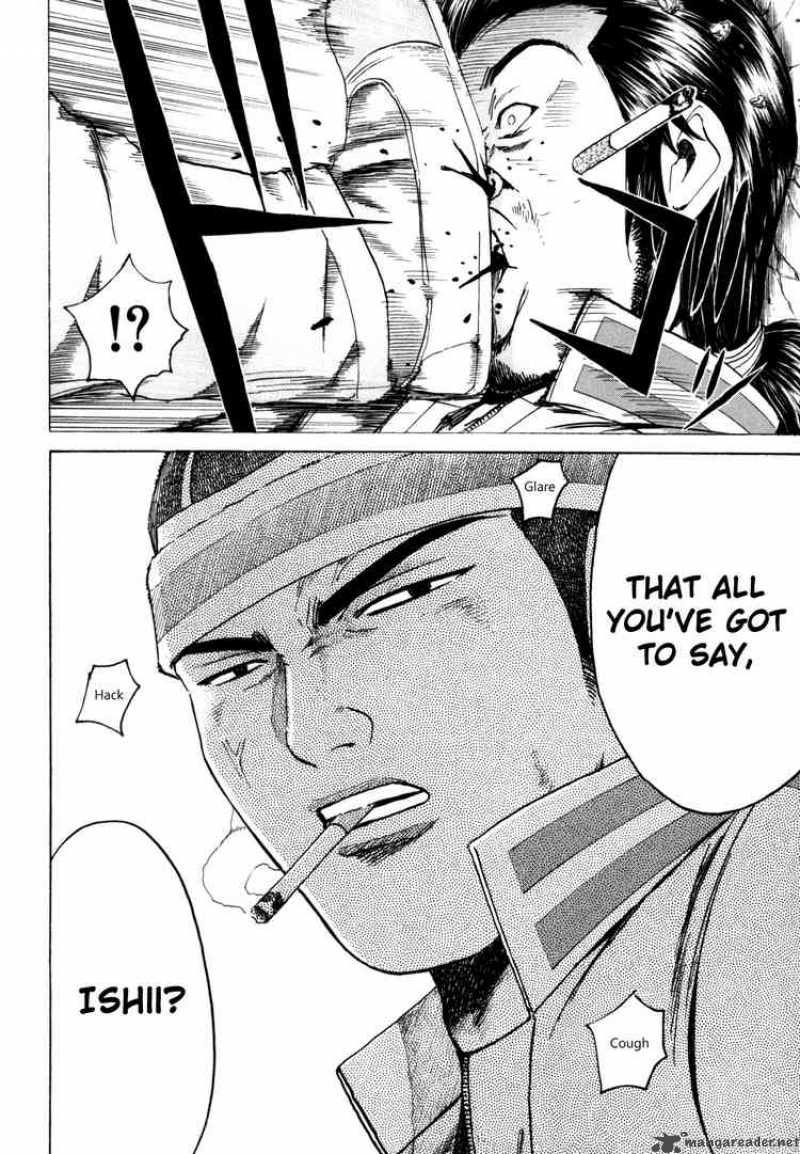 !?
Glare
THAT ALL
YOU'VE GOT
TO SAY,
Hack
ISHII?
Cough
mangareader.net